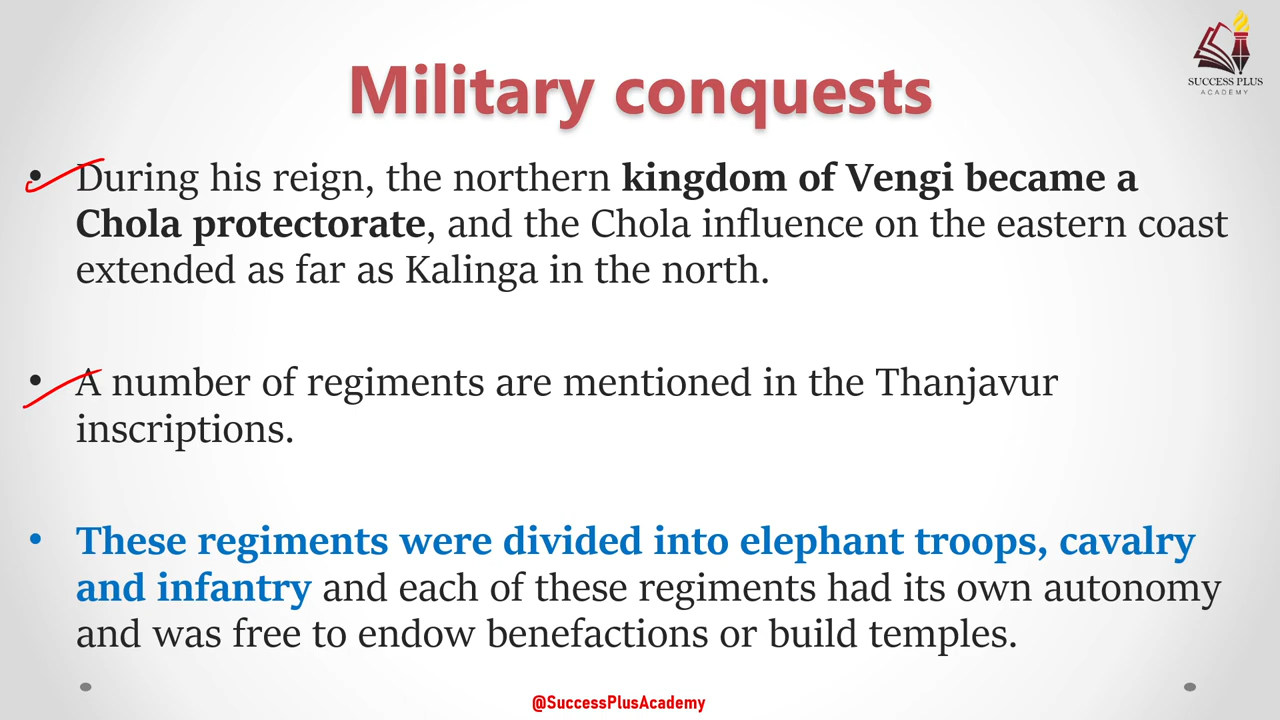 SUCCESS PLUS
ACADEMY
Military conquests
• During his reign, the northern kingdom of Vengi became a
Chola protectorate, and the Chola influence on the eastern coast
extended as far as Kalinga in the north.
• A number of regiments are mentioned in the Thanjavur
inscriptions.
• These regiments were divided into elephant troops, cavalry
and infantry and each of these regiments had its own autonomy
and was free to endow benefactions or build temples.
@SuccessPlusAcademy